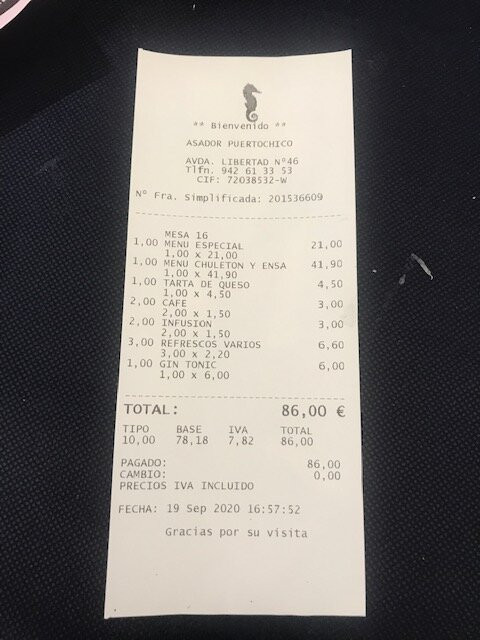 ** Bienvenido **
ASADOR PUERTOCHICO
AVDA. LIBERTAD Nº46
Tlfn. 942 61 33 53
CIF: 72038532-W
Nº Fra. Simplificada: 201536609
MESA 16
1,00 MENU ESPECIAL 21,00
1,00 x 21,00
1,00 MENU CHULETON Y ENSA 41,90
1,00 x 41,90
1,00 TARTA DE QUESO 4,50
1,00 x 4,50
2,00 CAFE 3,00
2,00 x 1,50
2,00 INFUSION 3,00
2,00 x 1,50
3,00 REFRESCOS VARIOS 6,60
3,00 x 2,20
1,00 GIN TONIC 6,00
1,00 x 6,00
TOTAL: 86,00 €
TIPO BASE IVA TOTAL
10,00 78,18 7,82 86,00
PAGADO: 86,00
CAMBIO: 0,00
PRECIOS IVA INCLUIDO
FECHA: 19 Sep 2020 16:57:52
Gracias por su visita